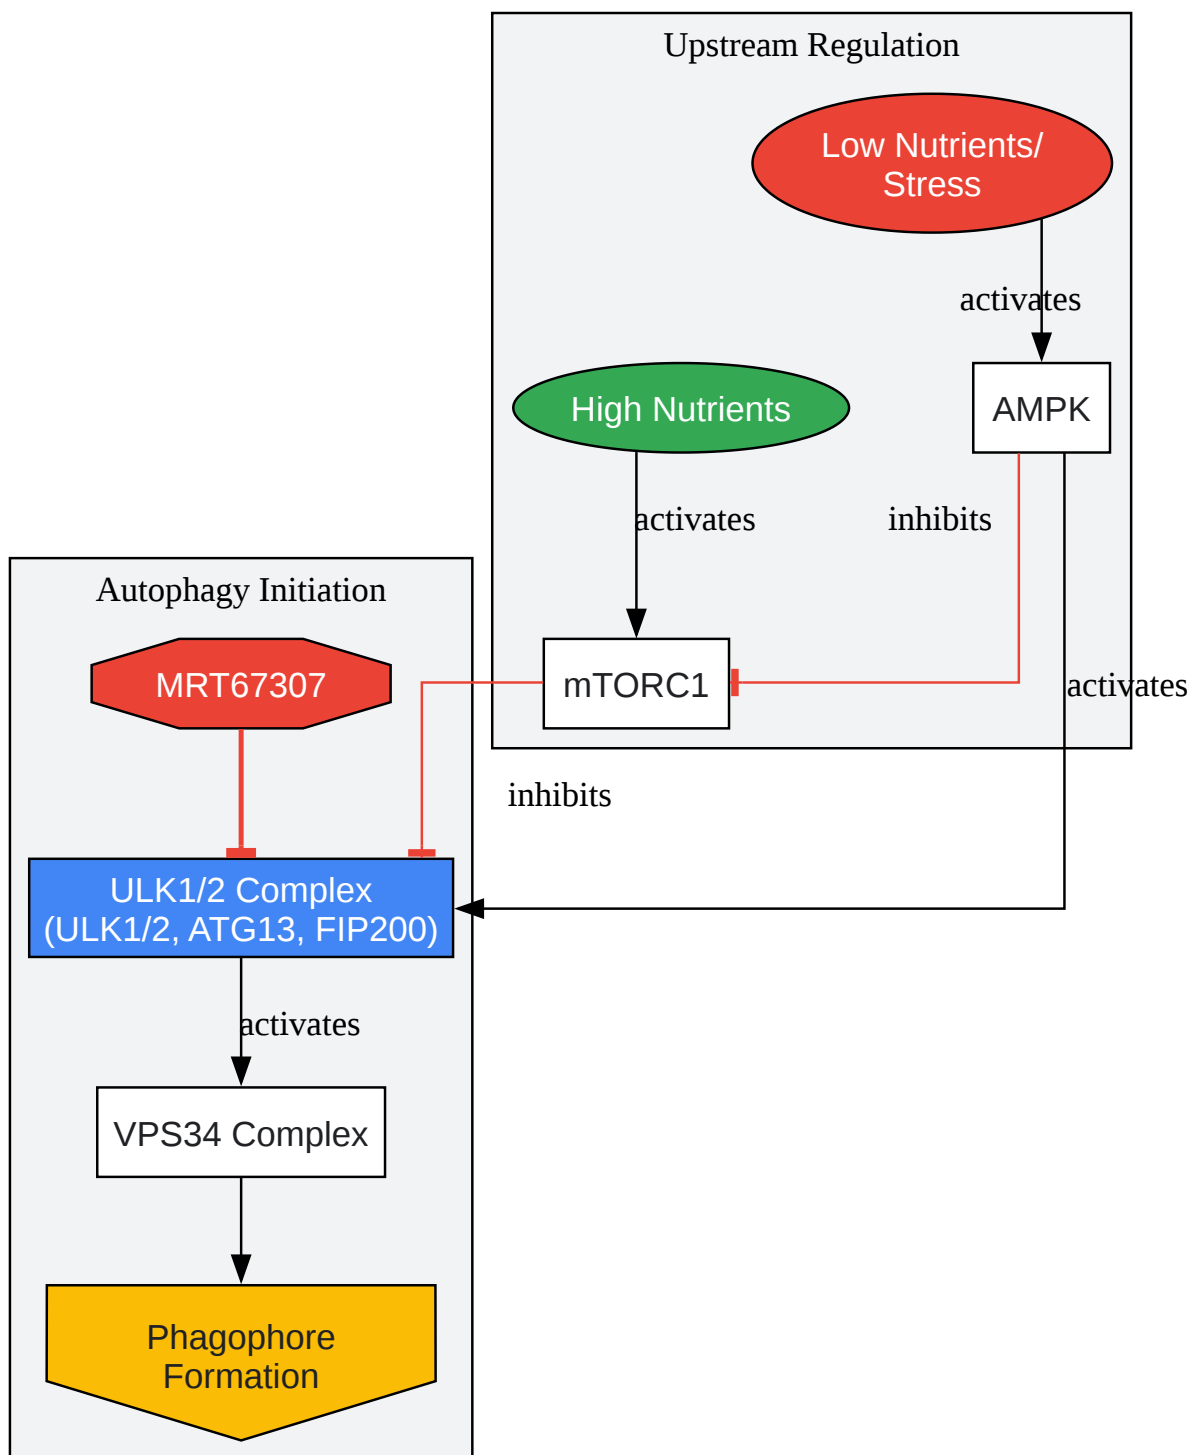 Upstream Regulation
Low Nutrients/
Stress
activates
High Nutrients
AMPK
activates
inhibits
Autophagy Initiation
MRT67307
mTORC1
activates
inhibits
ULK1/2 Complex
(ULK1/2, ATG13, FIP200)
activates
VPS34 Complex
Phagophore
Formation